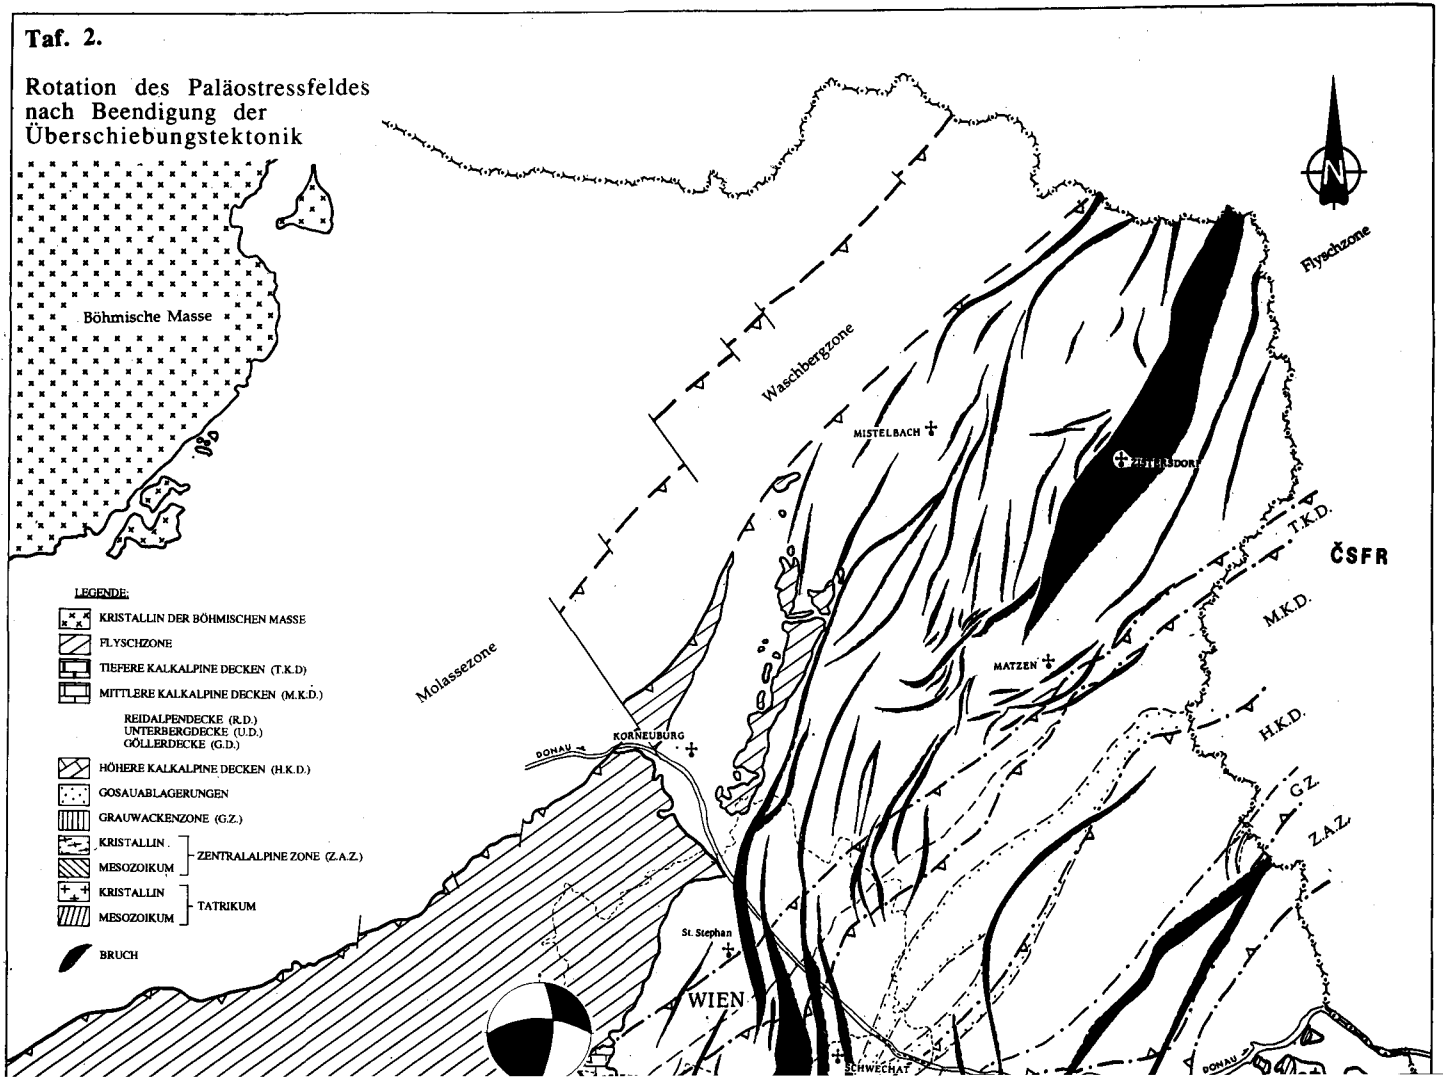 Taf. 2.
Rotation des Paläostressfeldes
nach Beendigung der
Überschiebungstektonik
N
Flyschzone
Böhmische Masse
Waschbergzone
MISTELBACH
ZISTERSDORF
T.K.D.
ČSFR
M.K.D.
LEGENDE:
KRISTALLIN DER BÖHMISCHEN MASSE
FLYSCHZONE
TIEFERE KALKALPINE DECKEN (T.K.D)
MITTLERE KALKALPINE DECKEN (M.K.D.)
REIDALPENDECKE (R.D.)
UNTERBERGDECKE (U.D.)
GÖLLERDECKE (G.D.)
HÖHERE KALKALPINE DECKEN (H.K.D.)
GOSAUABLAGERUNGEN
GRAUWACKENZONE (G.Z.)
KRISTALLIN
MESOZOIKUM
ZENTRALALPINE ZONE (Z.A.Z.)
KRISTALLIN
MESOZOIKUM
TATRIKUM
BRUCH
Molassezone
MATZEN
H.K.D.
KORNEUBURG
DONAU
G.Z.
Z.A.Z.
St. Stephan
WIEN
SCHWECHAT
DONAU